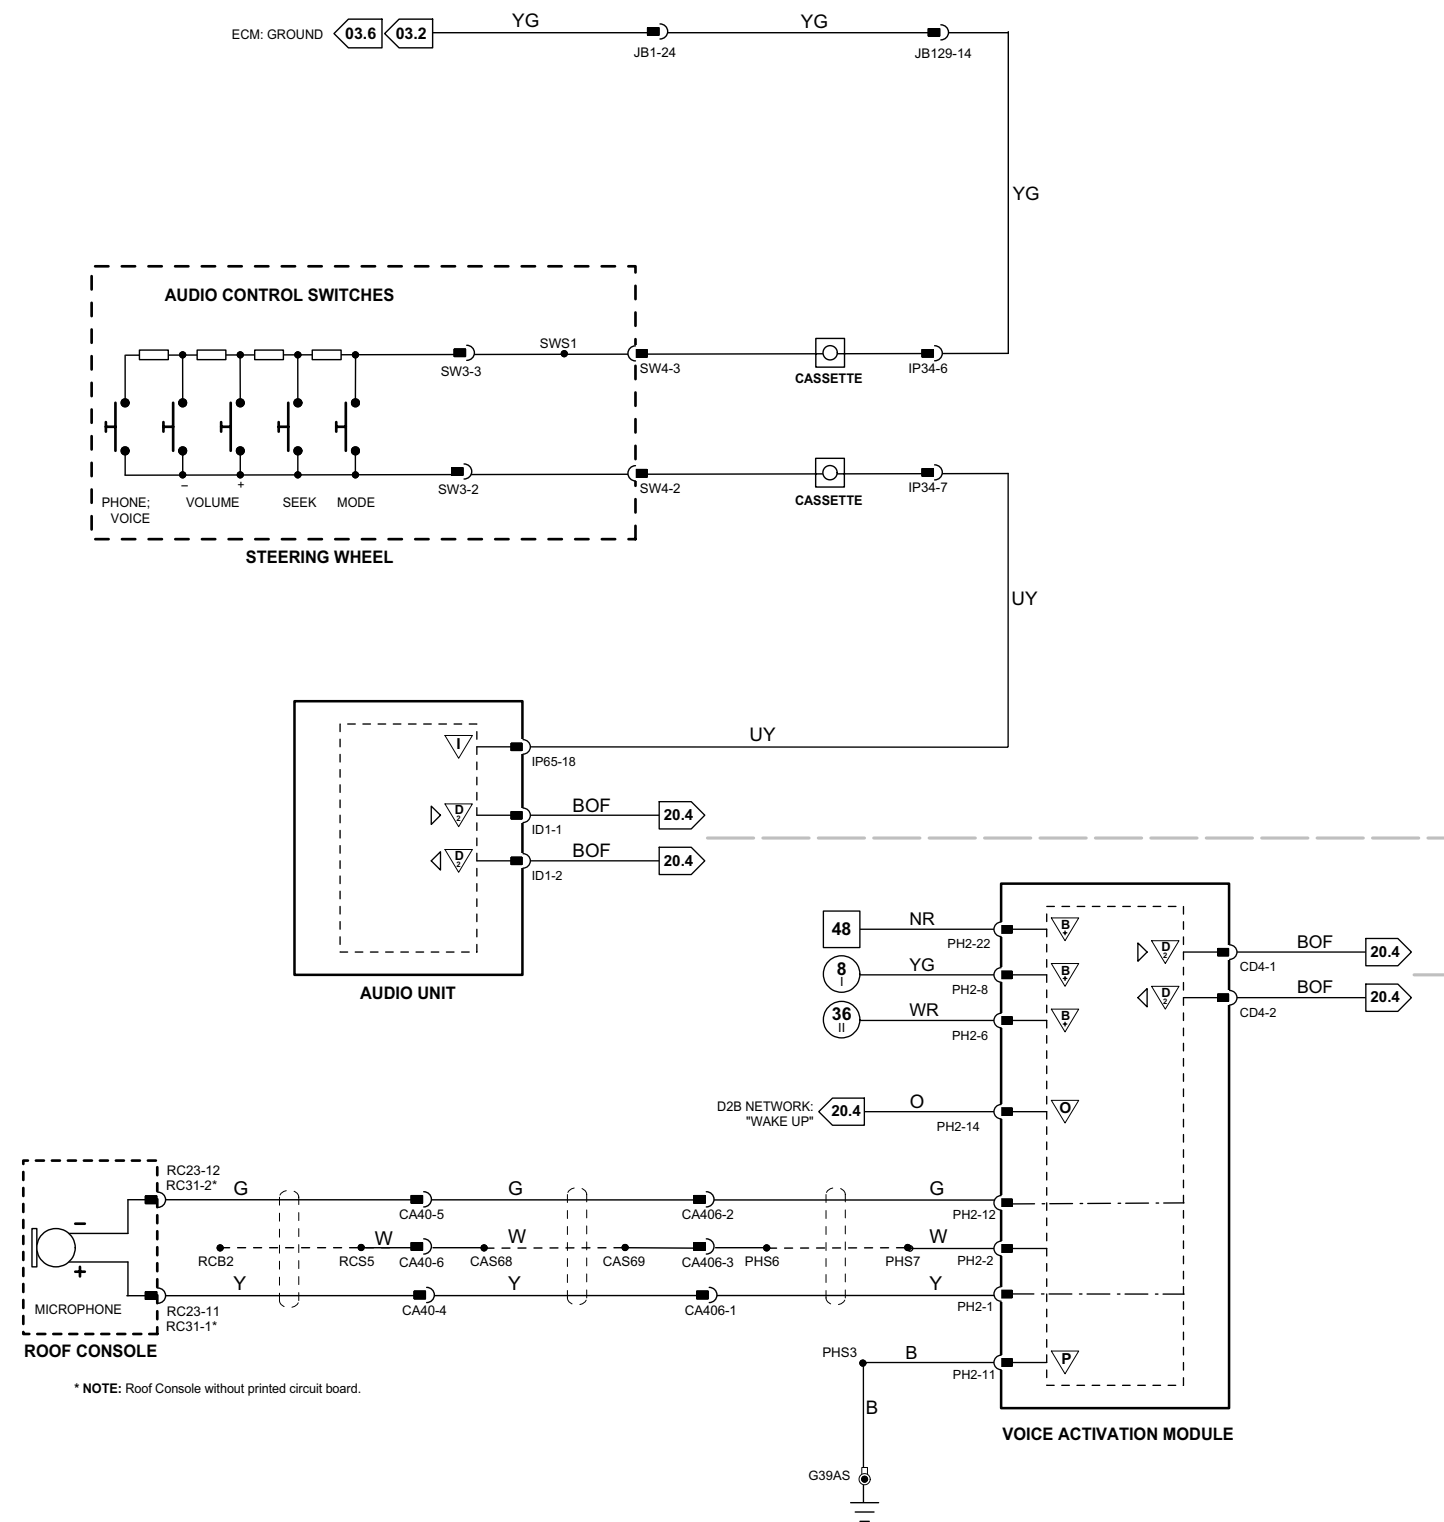 YG
YG
ECM: GROUND
03.6
03.2
JB1-24
JB129-14
YG
AUDIO CONTROL SWITCHES
SWS1
SW3-3
SW4-3
CASSETTE
IP34-6
–
+
SW3-2
SW4-2
CASSETTE
IP34-7
PHONE;
VOICE
VOLUME
SEEK
MODE
STEERING WHEEL
UY
I
UY
IP65-18
D
2
BOF
20.4
ID1-1
D
2
BOF
20.4
ID1-2
AUDIO UNIT
48
NR
PH2-22
B
+
8
I
YG
PH2-8
B
+
36
II
WR
PH2-6
B
+
D
2
BOF
20.4
CD4-1
D
2
BOF
20.4
CD4-2
D2B NETWORK:
"WAKE UP"
20.4
O
PH2-14
O
RC23-12
RC31-2*
G
G
G
CA40-5
CA406-2
PH2-12
–
+
W
W
W
RCB2
RCS5
CA40-6
CAS68
CAS69
CA406-3
PHS6
PHS7
PH2-2
Y
Y
Y
MICROPHONE
RC23-11
RC31-1*
CA40-4
CA406-1
PH2-1
ROOF CONSOLE
PHS3
B
PH2-11
P
* NOTE: Roof Console without printed circuit board.
B
VOICE ACTIVATION MODULE
G39AS